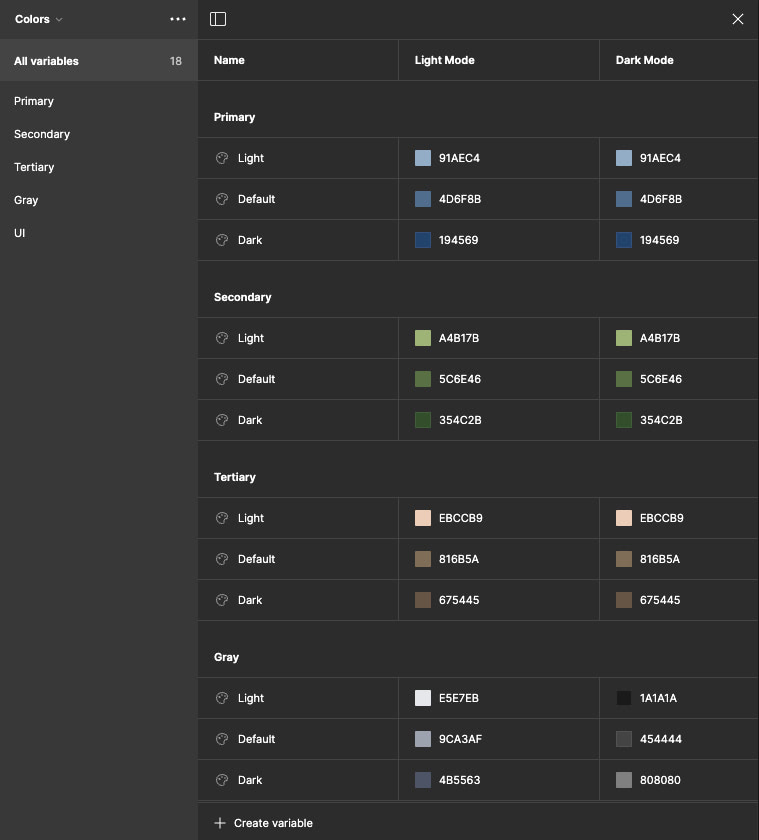 Colors
All variables 18
Primary
Secondary
Tertiary
Gray
UI
Name Light Mode Dark Mode
Primary
Light 91AEC4 91AEC4
Default 4D6F8B 4D6F8B
Dark 194569 194569
Secondary
Light A4B17B A4B17B
Default 5C6E46 5C6E46
Dark 354C2B 354C2B
Tertiary
Light EBCCB9 EBCCB9
Default 816B5A 816B5A
Dark 675445 675445
Gray
Light E5E7EB 1A1A1A
Default 9CA3AF 454444
Dark 4B5563 808080
Create variable